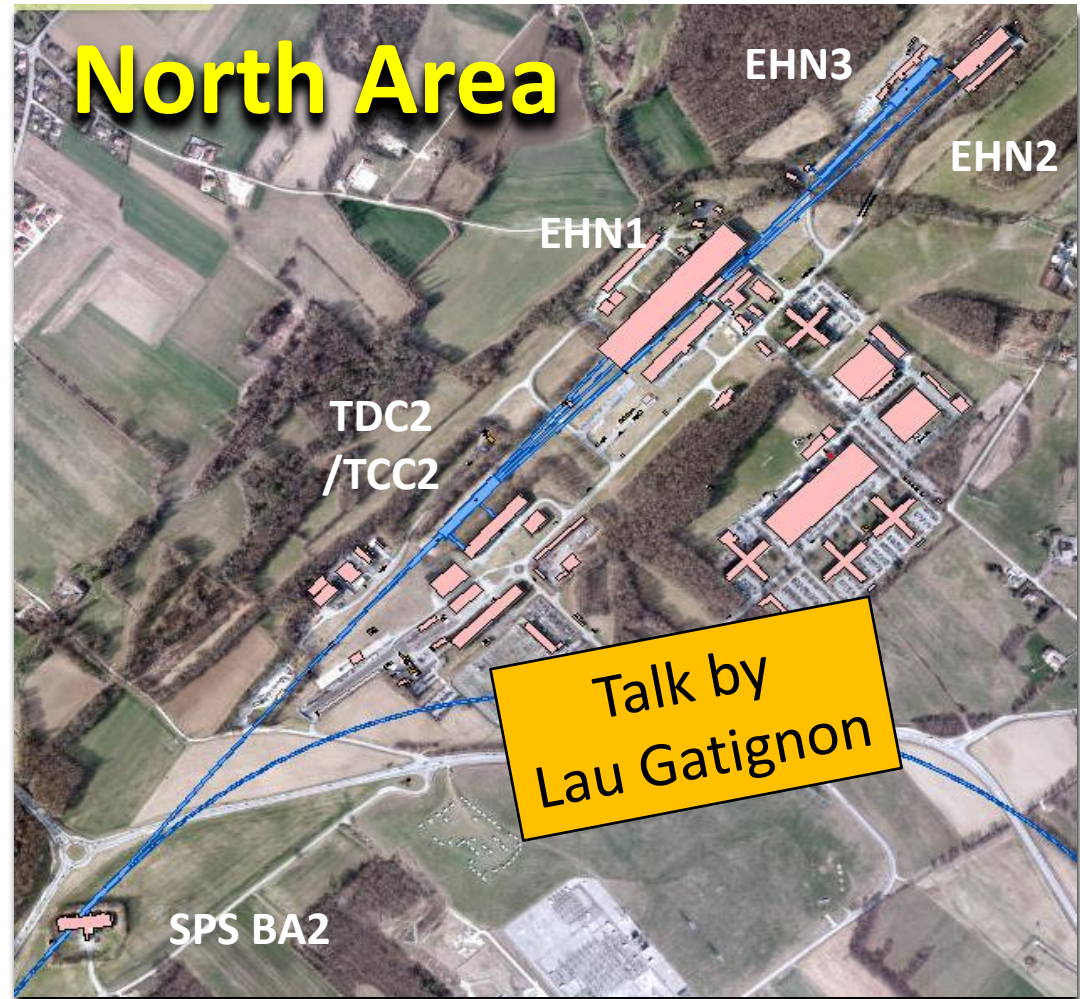 North Area
EHN3
EHN2
EHN1
TDC2
/TCC2
Talk by
Lau Gatignon
SPS BA2